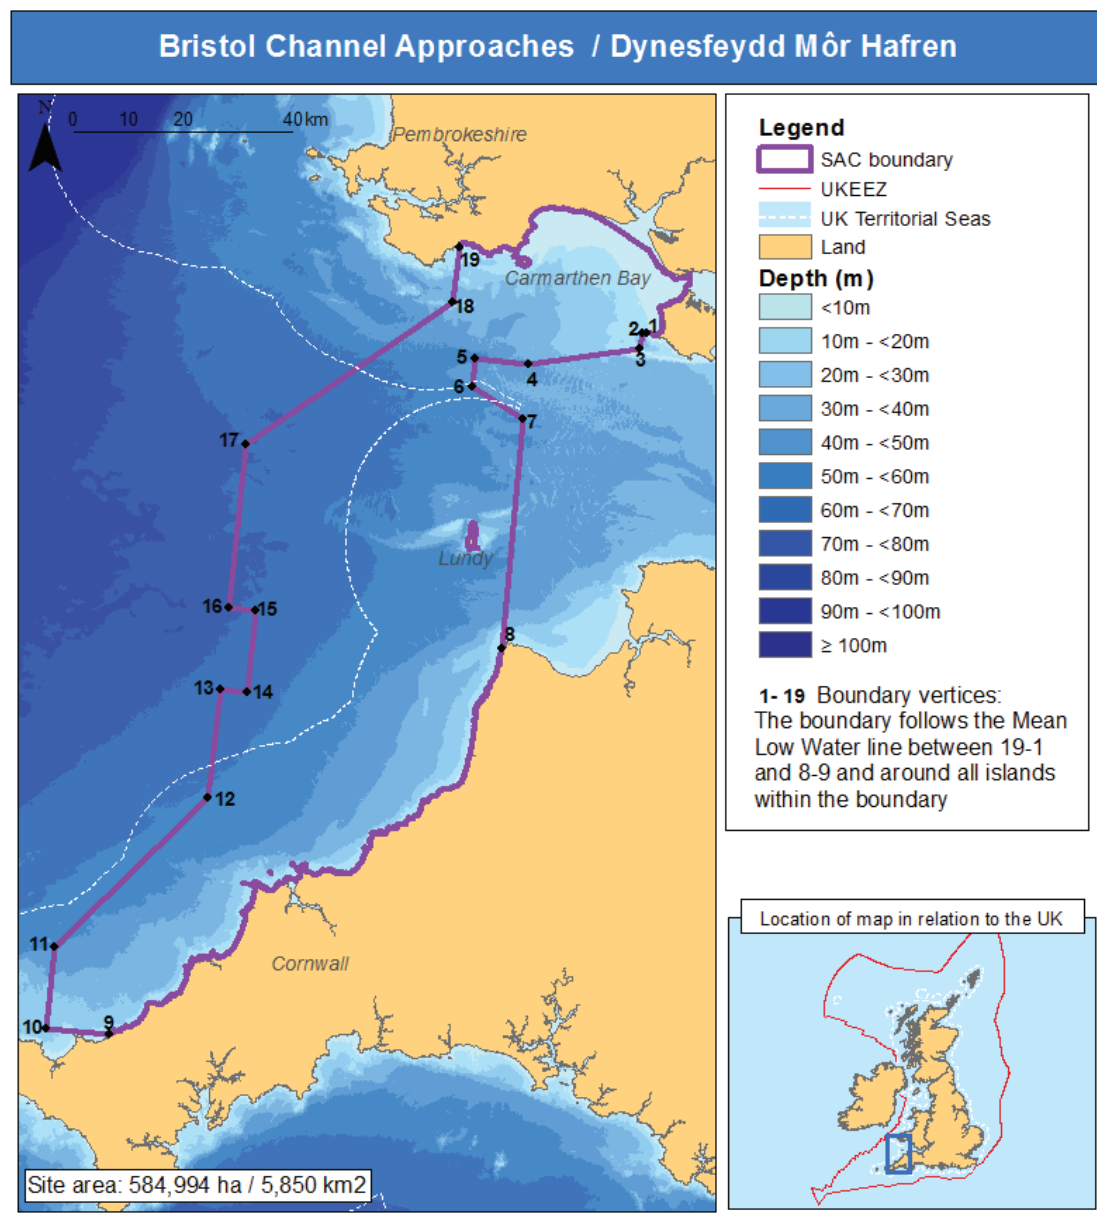 Bristol Channel Approaches / Dynesfeydd Môr Hafren
N
0 10 20 40 km
Pembrokeshire
19
Carmarthen Bay
18
2 1
3
5
4
6
7
17
Lundy
16 15
8
13 14
12
11
Cornwall
10 9
Site area: 584,994 ha / 5,850 km2
Legend
SAC boundary
UKEEZ
UK Territorial Seas
Land
Depth (m)
<10m
10m - <20m
20m - <30m
30m - <40m
40m - <50m
50m - <60m
60m - <70m
70m - <80m
80m - <90m
90m - <100m
≥ 100m
1- 19 Boundary vertices:
The boundary follows the Mean
Low Water line between 19-1
and 8-9 and around all islands
within the boundary
Location of map in relation to the UK